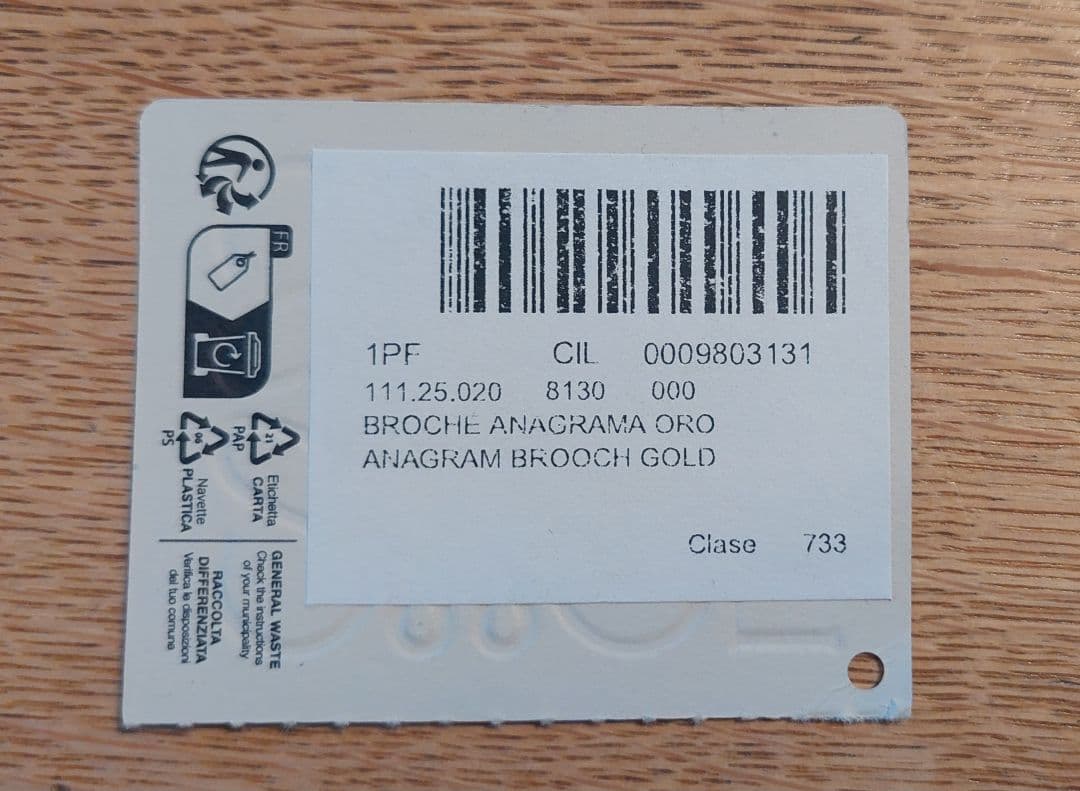 1PF CIL 0009803131
111.25.020 8130 000
BROCHE ANAGRAMA ORO
ANAGRAM BROOCH GOLD
Clase 733
FR
21
PAP
Etichetta
CARTA
06
PS
Navette
PLASTICA
GENERAL WASTE
Check the instructions
of your municipality
RACCOLTA
DIFFERENZIATA
Verifica le disposizioni
del tuo comune